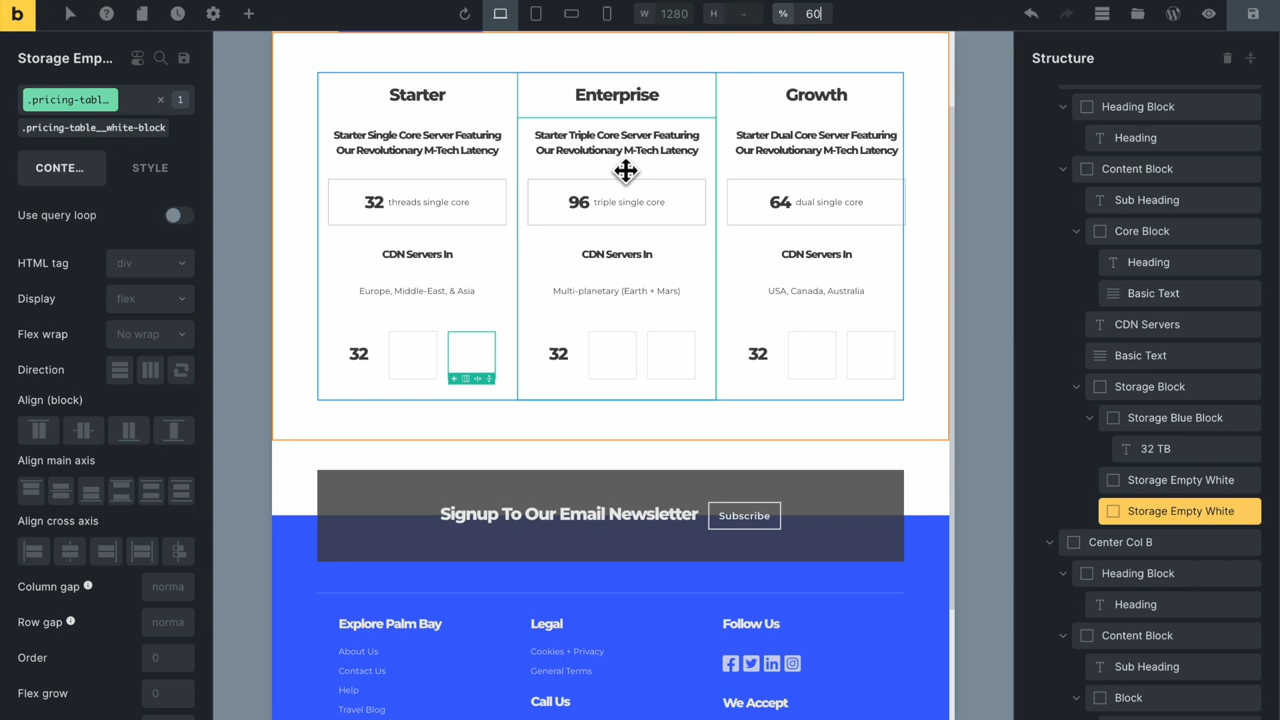 b
W 1280 H - % 60
Storage Emp...
.pricing-tabl... × 1
.pricing-table__white-block
CONTE...
STYLE
Use query loop
HTML tag div
Display flex
Flex wrap No wrap
Direction
Align (block)
Align main axis
Align cross axis
Column gap norma
Row gap norma
Order 0
Flex grow 0
Starter
Enterprise
Growth
Starter Single Core Server Featuring
Our Revolutionary M-Tech Latency
Starter Triple Core Server Featuring
Our Revolutionary M-Tech Latency
Starter Dual Core Server Featuring
Our Revolutionary M-Tech Latency
32 threads single core
96 triple single core
64 dual single core
CDN Servers In
CDN Servers In
CDN Servers In
Europe, Middle-East, & Asia
Multi-planetary (Earth + Mars)
USA, Canada, Australia
32
32
32
Signup To Our Email Newsletter
Subscribe
Explore Palm Bay
About Us
Contact Us
Help
Travel Blog
Legal
Cookies + Privacy
General Terms
Call Us
Follow Us
We Accept
Structure
Heading Block
Heading
Content Block
Sub Heading
Core Block
Heading
Basic Text
CDN Servers
Basic Text
Storage Block
Storage Blue Block
32 TB
Storage Empty White
Storage Empty White
Center Col B
Heading Block
Heading
Content Block
Sub Heading
Block